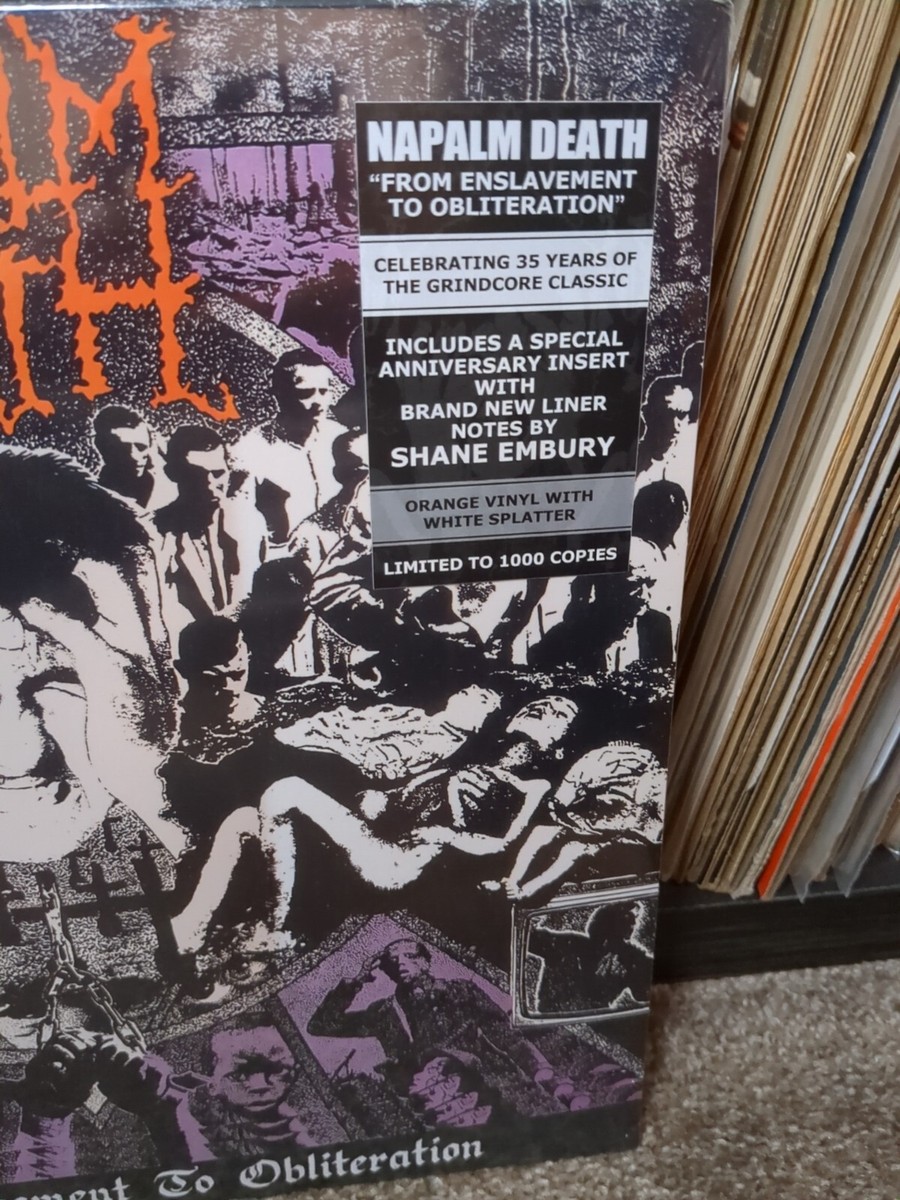 NAPALM DEATH
“FROM ENSLAVEMENT
TO OBLITERATION”
CELEBRATING 35 YEARS OF
THE GRINDCORE CLASSIC
INCLUDES A SPECIAL
ANNIVERSARY INSERT
WITH
BRAND NEW LINER
NOTES BY
SHANE EMBURY
ORANGE VINYL WITH
WHITE SPLATTER
LIMITED TO 1000 COPIES
To Obliteration